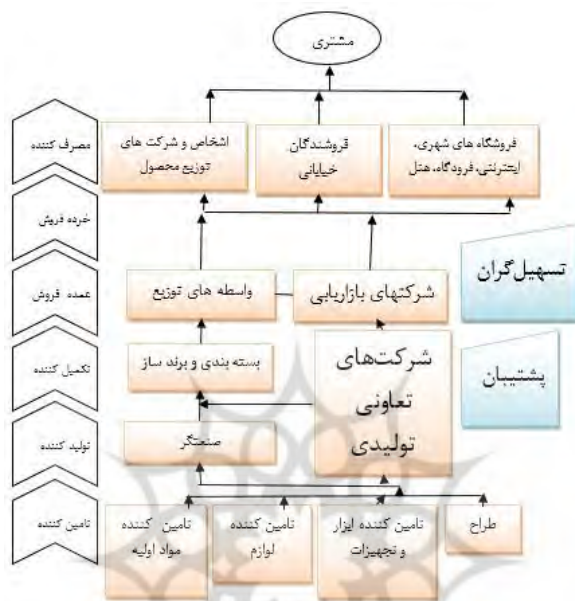 مشتری
فروشگاه های شهری،
اینترنتی، فرودگاه، هتل
فروشندگان
خیابانی
اشخاص و شرکت های
توزیع محصول
مصرف کننده
خرده فروش
تسهیل‌گران
شرکتهای بازاریابی
واسطه های توزیع
عمده فروش
پشتیبان
شرکت‌های
تعاونی
تولیدی
بسته بندی و برند ساز
تکمیل کننده
صنعتگر
تولید کننده
طراح
تامین کننده ابزار
و تجهیزات
تامین کننده
لوازم
تامین کننده
مواد اولیه
تامین کننده